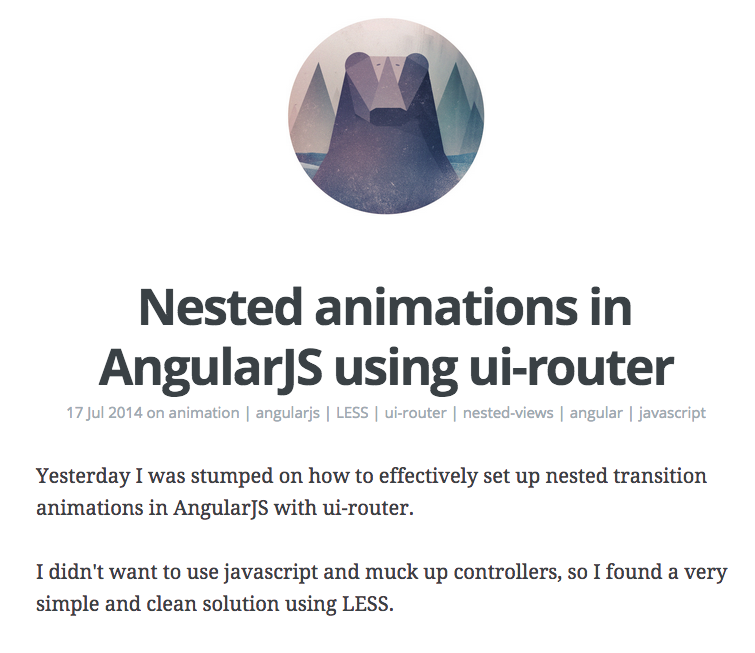 Nested animations in
AngularJS using ui-router
17 Jul 2014 on animation | angularjs | LESS | ui-router | nested-views | angular | javascript
Yesterday I was stumped on how to effectively set up nested transition
animations in AngularJS with ui-router.
I didn't want to use javascript and muck up controllers, so I found a very
simple and clean solution using LESS.